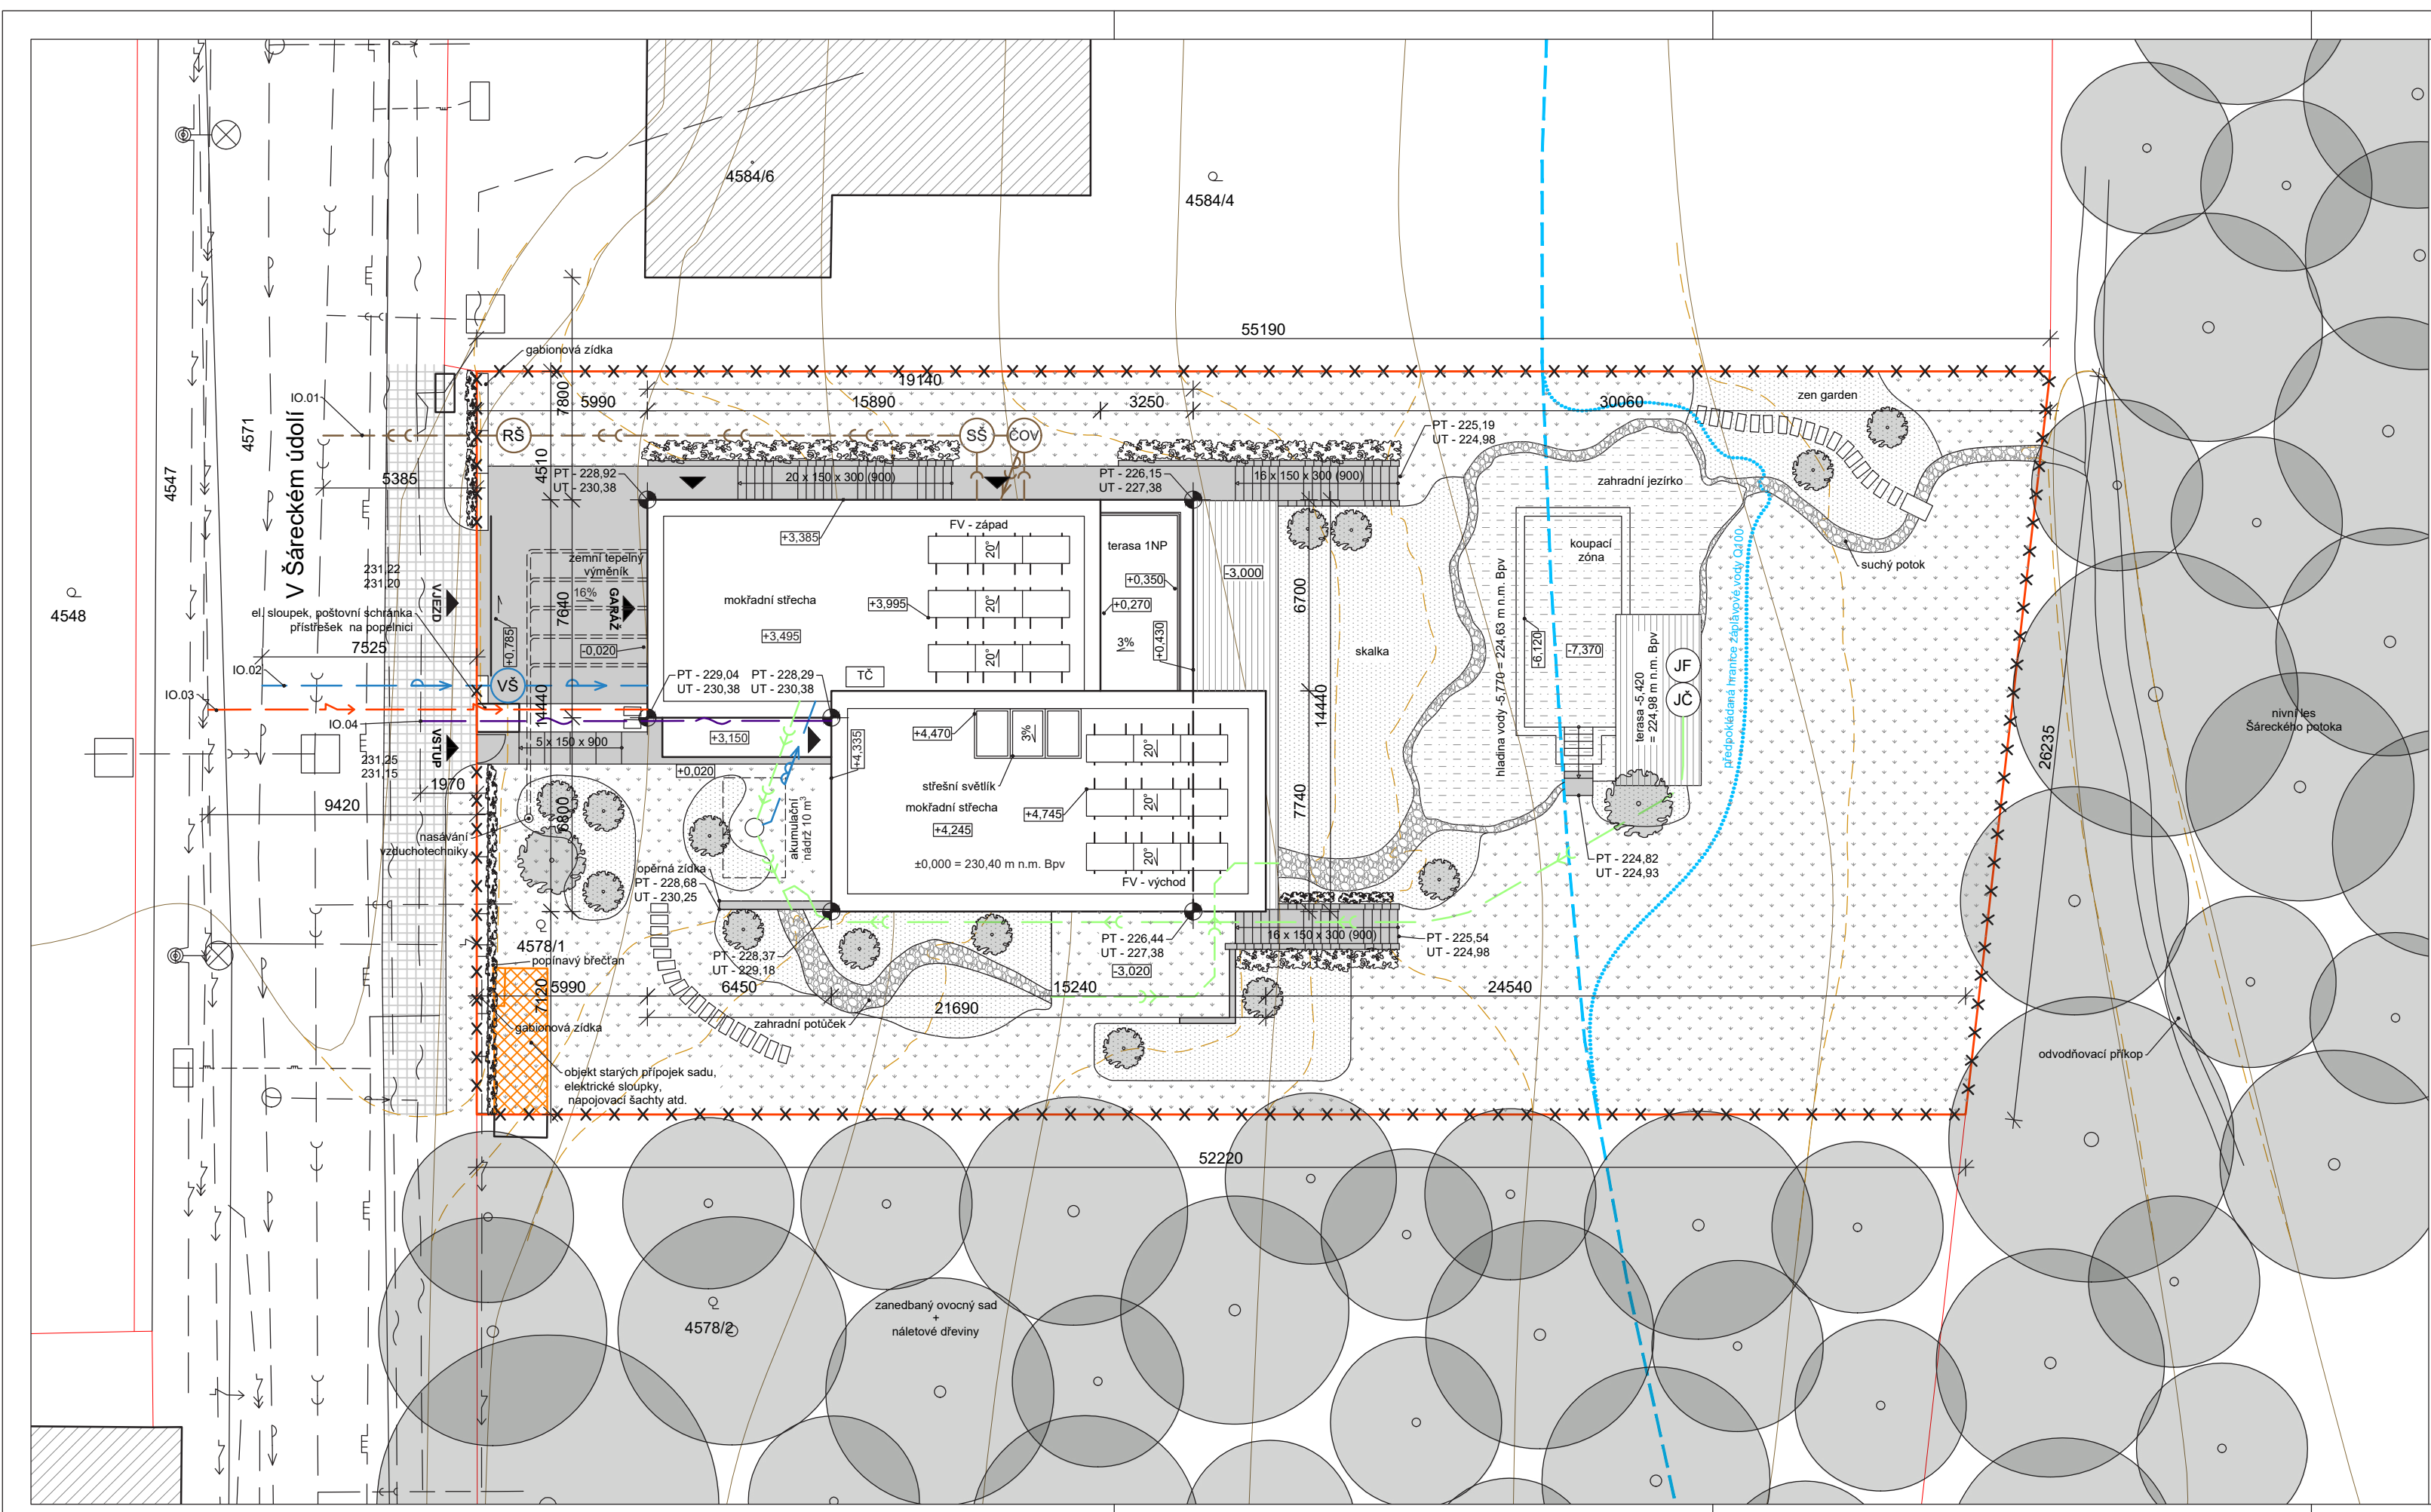 4584/6
4584/4
55190
gabionová zídka
19140
7800
5990
15890
3250
30060
zen garden
IO.01
4571
V Šáreckém údolí
RŠ
SŠ
ČOV
PT - 225,19
UT - 224,98
4547
5385
4510
PT - 228,92
UT - 230,38
20 x 150 x 300 (900)
PT - 226,15
UT - 227,38
16 x 150 x 300 (900)
zahradní jezírko
FV - západ
+3,385
20°
terasa 1NP
koupací
zóna
suchý potok
zemní tepelný
výměník
231,22
231,20
VJEZD
16%
GARÁŽ
7640
mokřadní střecha
+3,995
20°
+0,350
+0,270
-3,000
6700
4548
el. sloupek, poštovní schránka
přístřešek na popelnici
+0,785
-0,020
+3,495
20°
3%
+0,430
skalka
hladina vody -5,770 = 224,63 m n.m. Bpv
-6,120
-7,370
terasa -5,420
= 224,98 m n.m. Bpv
JF
JČ
předpokládaná hranice záplavové vody Q100
7525
IO.02
IO.03
IO.04
VŠ
PT - 229,04
UT - 230,38
PT - 228,29
UT - 230,38
TČ
14440
14440
nivní les
Šáreckého potoka
26235
VSTUP
5 x 150 x 900
+3,150
+4,335
+4,470
3%
20°
231,25
231,15
1970
+0,020
střešní světlík
9420
6800
akumulační
nádrž 10 m³
mokřadní střecha
+4,245
+4,745
20°
7740
nasávání
vzduchotechniky
±0,000 = 230,40 m n.m. Bpv
20°
FV - východ
PT - 224,82
UT - 224,93
opěrná zídka
PT - 228,68
UT - 230,25
4578/1
popínavý břečťan
PT - 228,37
UT - 229,18
PT - 226,44
UT - 227,38
-3,020
16 x 150 x 300 (900)
PT - 225,54
UT - 224,98
7120
5990
6450
15240
24540
21690
gabionová zídka
zahradní potůček
odvodňovací příkop
objekt starých přípojek sadu,
elektrické sloupky,
napojovací šachty atd.
52220
4578/2
zanedbaný ovocný sad
+
náletové dřeviny